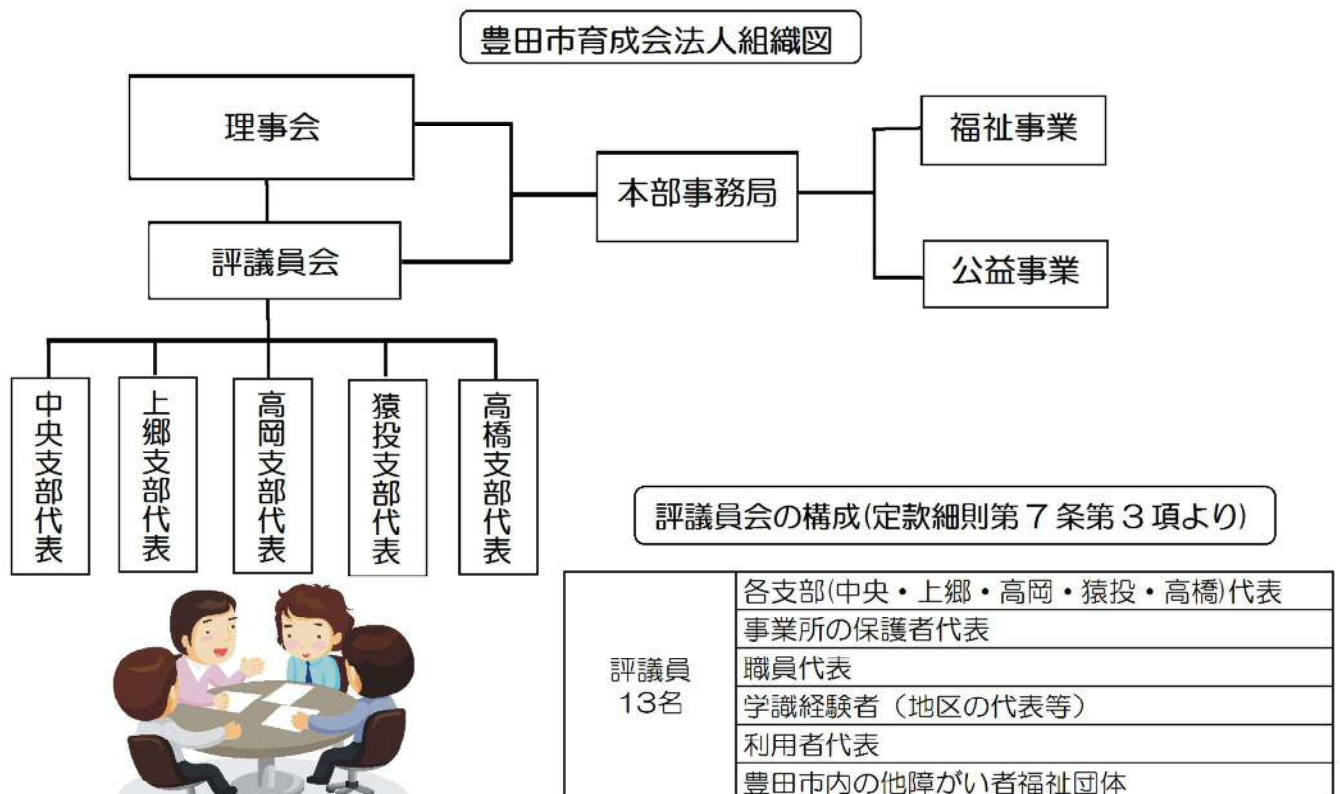 豊田市育成会法人組織図
理事会
評議員会
本部事務局
福祉事業
公益事業
中央支部代表
上郷支部代表
高岡支部代表
猿投支部代表
高橋支部代表
評議員会の構成(定款細則第7条第3項より)
評議員
13名
各支部(中央・上郷・高岡・猿投・高橋)代表
事業所の保護者代表
職員代表
学識経験者（地区の代表等）
利用者代表
豊田市内の他障がい者福祉団体